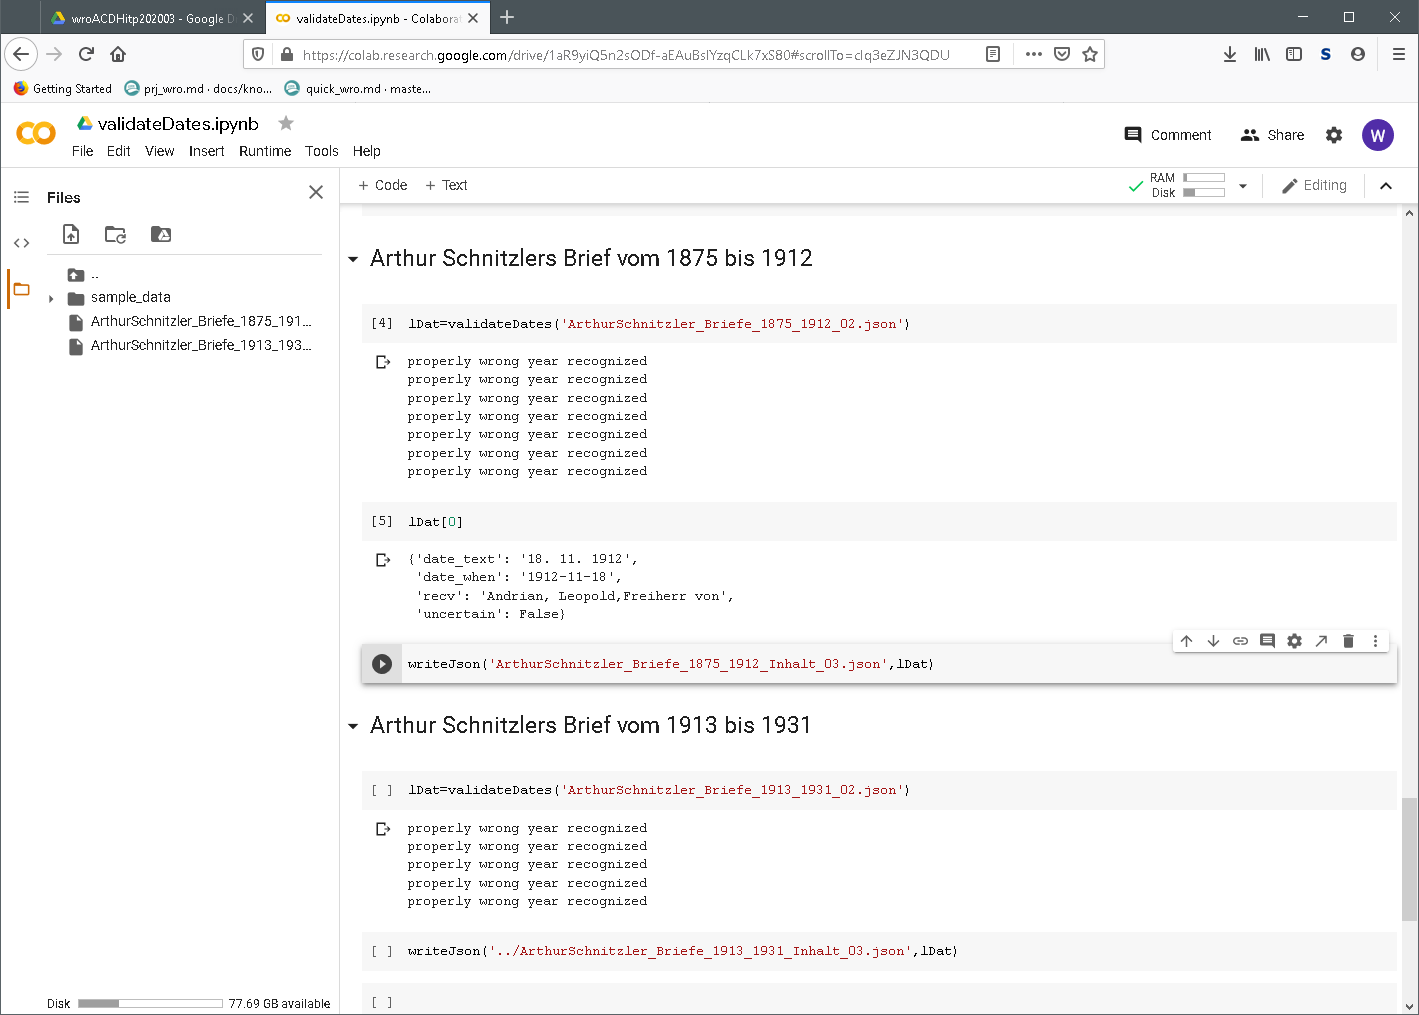 wroACDHitp202003 - Google D
validateDates.ipynb - Colaborat
https://colab.research.google.com/drive/1aR9yiQ5n2sODf-aEAuBsIYzqCLk7xS80#scrollTo=cIq3eZJN3QDU
Getting Started
prj_wro.md · docs/kno...
quick_wro.md · maste...
validateDates.ipynb
File Edit View Insert Runtime Tools Help
Comment
Share
W
Files
+ Code + Text
RAM
Disk
Editing
..
sample_data
ArthurSchnitzler_Briefe_1875_191...
ArthurSchnitzler_Briefe_1913_193...
Arthur Schnitzlers Brief vom 1875 bis 1912
[4] lDat=validateDates('ArthurSchnitzler_Briefe_1875_1912_02.json')
properly wrong year recognized
properly wrong year recognized
properly wrong year recognized
properly wrong year recognized
properly wrong year recognized
properly wrong year recognized
properly wrong year recognized
[5] lDat[0]
{'date_text': '18. 11. 1912',
'date_when': '1912-11-18',
'recv': 'Andrian, Leopold,Freiherr von',
'uncertain': False}
writeJson('ArthurSchnitzler_Briefe_1875_1912_Inhalt_03.json',lDat)
Arthur Schnitzlers Brief vom 1913 bis 1931
[ ] lDat=validateDates('ArthurSchnitzler_Briefe_1913_1931_02.json')
properly wrong year recognized
properly wrong year recognized
properly wrong year recognized
properly wrong year recognized
properly wrong year recognized
[ ] writeJson('../ArthurSchnitzler_Briefe_1913_1931_Inhalt_03.json',lDat)
[ ]
Disk
77.69 GB available